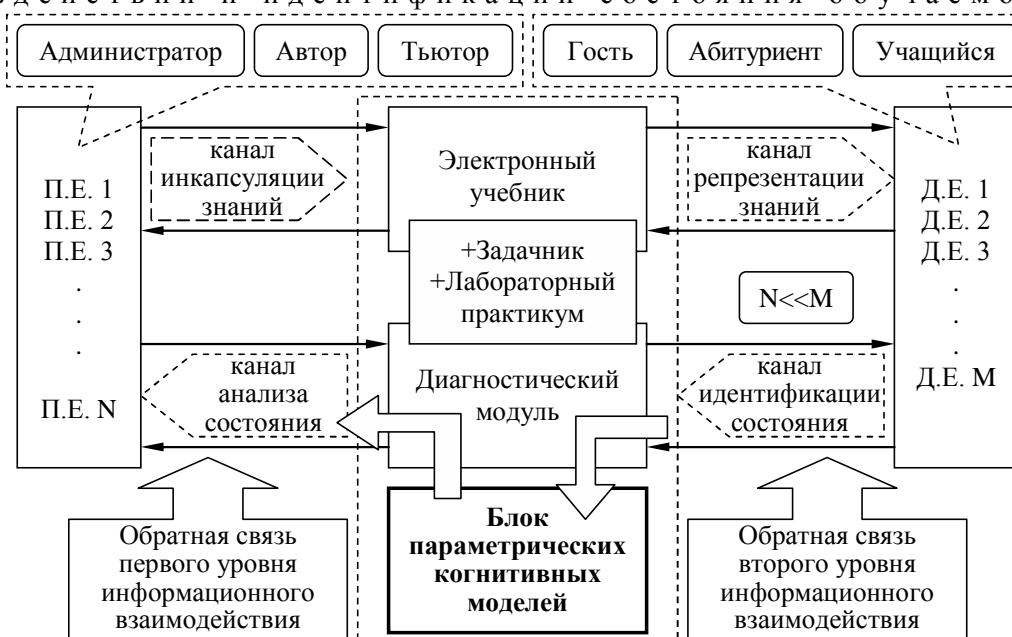 Администратор Автор Тьютор Гость Абитуриент Учащийся
П.Е. 1
П.Е. 2
П.Е. 3
.
.
.
П.Е. N
канал
инкапсуляции
знаний
Электронный
учебник
канал
репрезентации
знаний
Д.Е. 1
Д.Е. 2
Д.Е. 3
.
.
.
Д.Е. M
+Задачник
+Лабораторный
практикум
N<<M
канал
анализа
состояния
Диагностический
модуль
канал
идентификации
состояния
Обратная связь
первого уровня
информационного
взаимодействия
Блок
параметрических
когнитивных
моделей
Обратная связь
второго уровня
информационного
взаимодействия